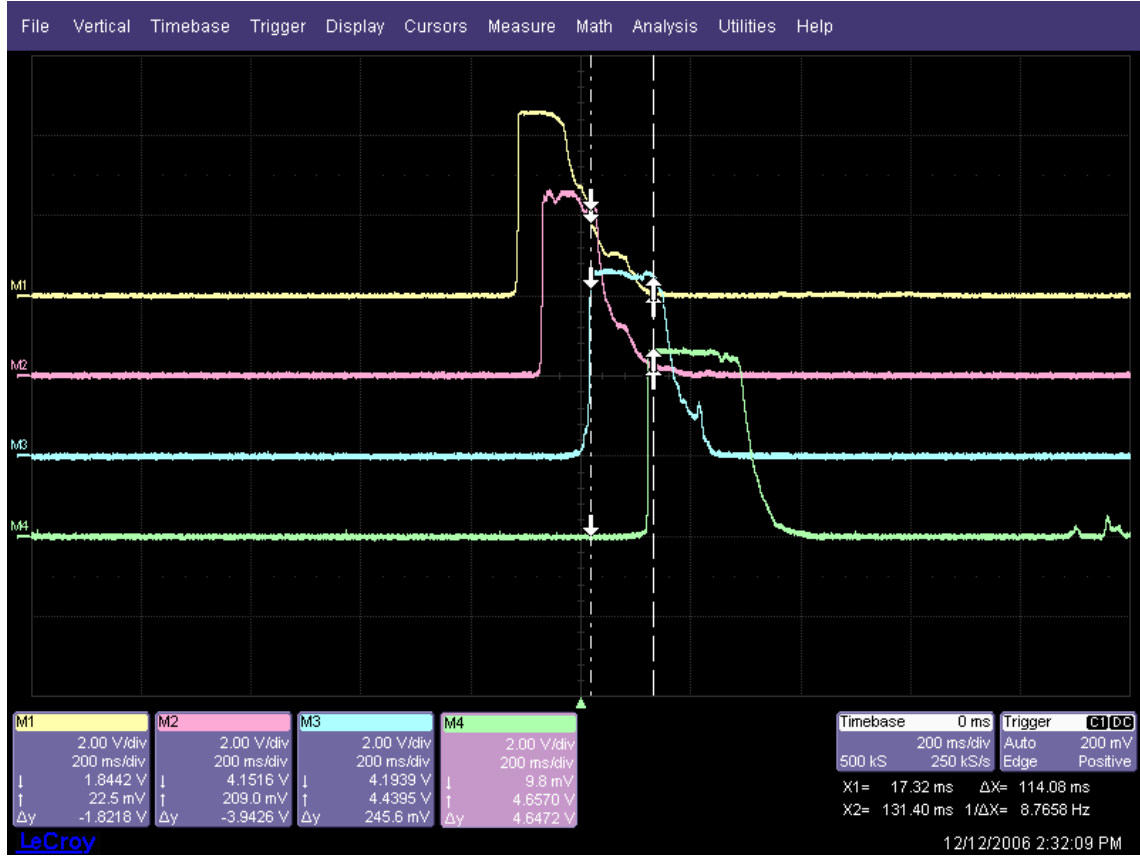 File Vertical Timebase Trigger Display Cursors Measure Math Analysis Utilities Help
M1
M2
M3
M4
M1
2.00 V/div
200 ms/div
↓ 1.8442 V
↑ 22.5 mV
Δy -1.8218 V
M2
2.00 V/div
200 ms/div
↓ 4.1516 V
↑ 209.0 mV
Δy -3.9426 V
M3
2.00 V/div
200 ms/div
↓ 4.1939 V
↑ 4.4395 V
Δy 245.6 mV
M4
2.00 V/div
200 ms/div
↓ 9.8 mV
↑ 4.6570 V
Δy 4.6472 V
Timebase 0 ms
200 ms/div
500 kS 250 kS/s
Trigger C1 DC
Auto 200 mV
Edge Positive
X1= 17.32 ms ΔX= 114.08 ms
X2= 131.40 ms 1/ΔX= 8.7658 Hz
LeCroy
12/12/2006 2:32:09 PM